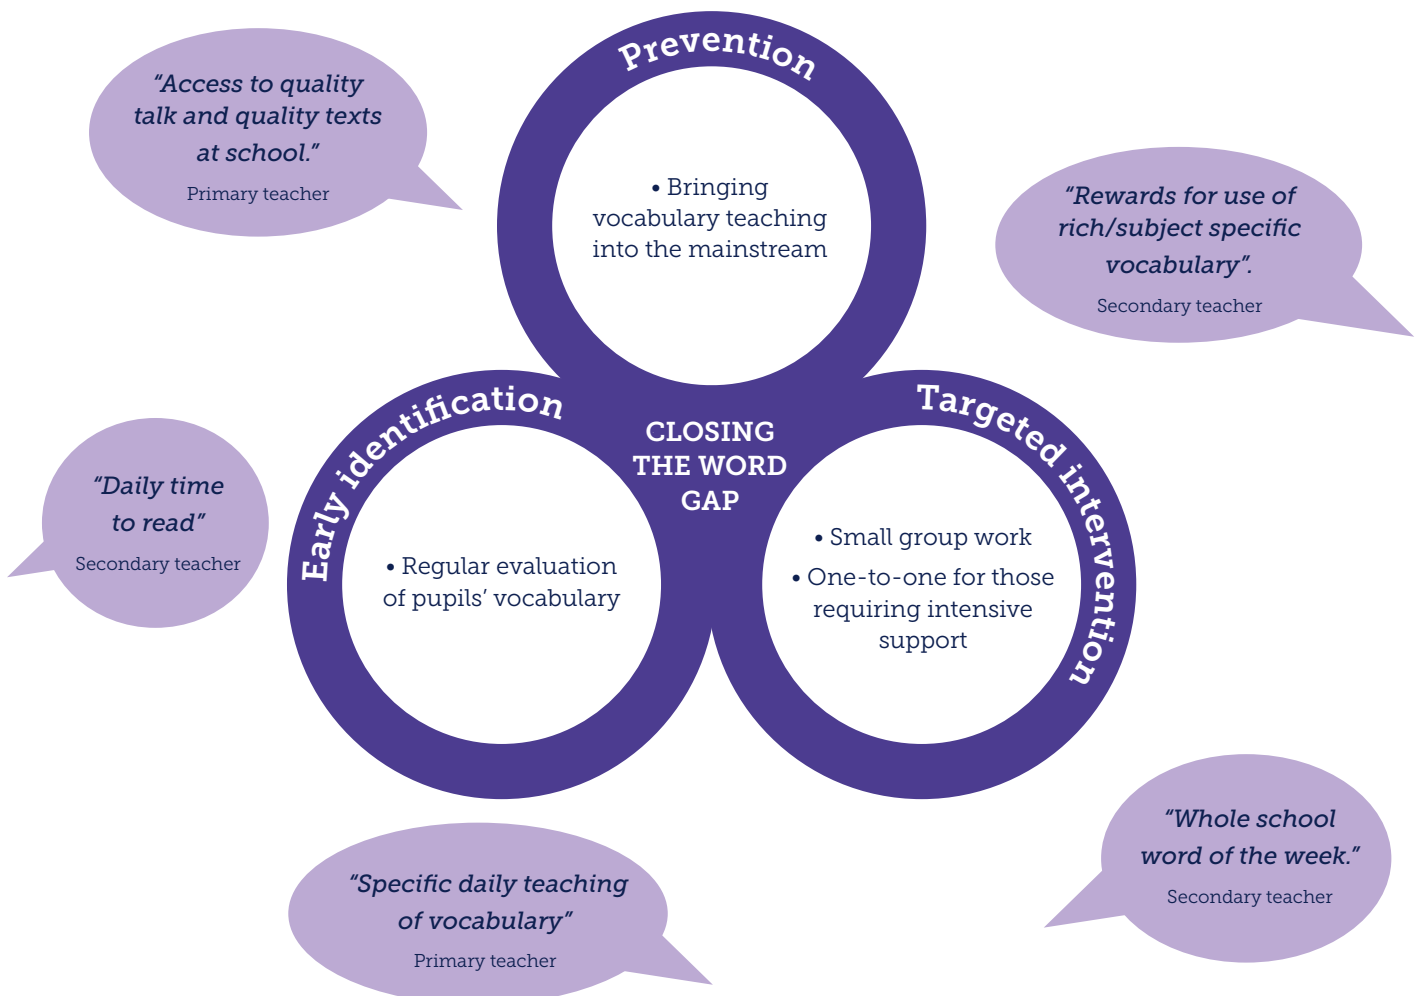 Prevention
“Access to quality
talk and quality texts
at school.”
Primary teacher
• Bringing
vocabulary teaching
into the mainstream
“Rewards for use of
rich/subject specific
vocabulary”.
Secondary teacher
Early identification
CLOSING
THE WORD
GAP
Targeted intervention
“Daily time
to read”
Secondary teacher
• Regular evaluation
of pupils’ vocabulary
• Small group work
• One-to-one for those
requiring intensive
support
“Whole school
word of the week.”
Secondary teacher
“Specific daily teaching
of vocabulary”
Primary teacher